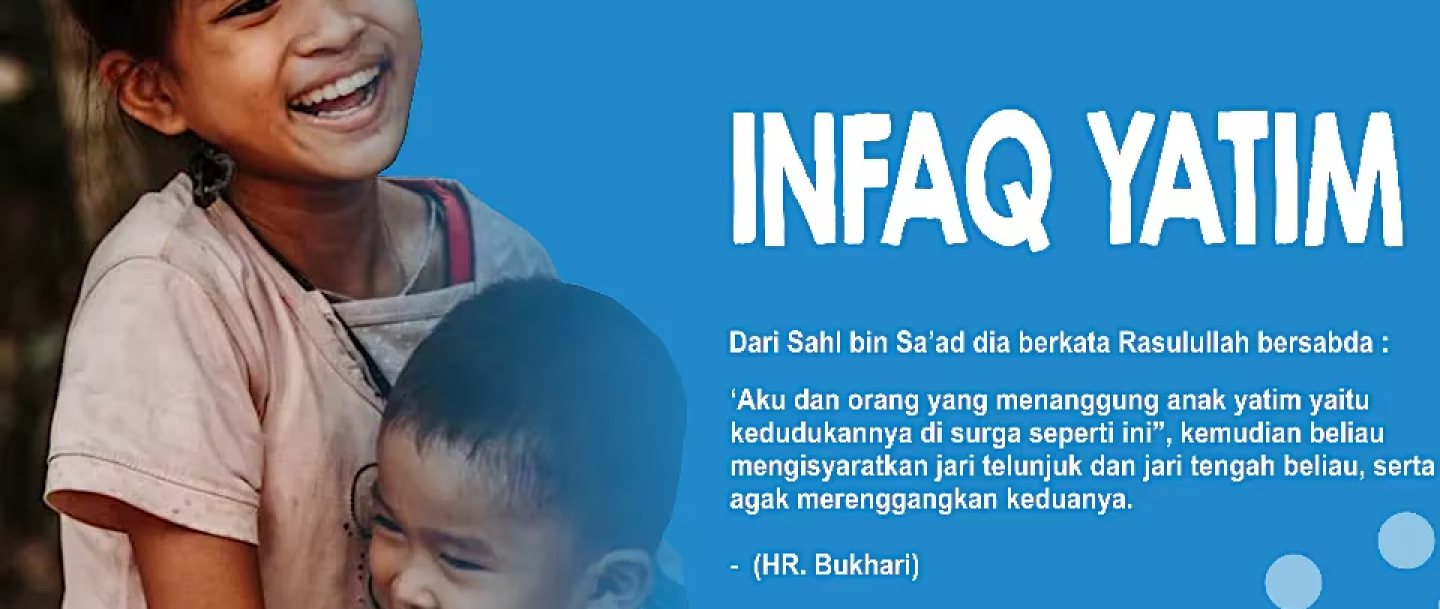 INFAQ YATIM
Dari Sahl bin Sa’ad dia berkata Rasulullah bersabda :
‘Aku dan orang yang menanggung anak yatim yaitu
kedudukannya di surga seperti ini”, kemudian beliau
mengisyaratkan jari telunjuk dan jari tengah beliau, serta
agak merenggangkan keduanya.
- (HR. Bukhari)